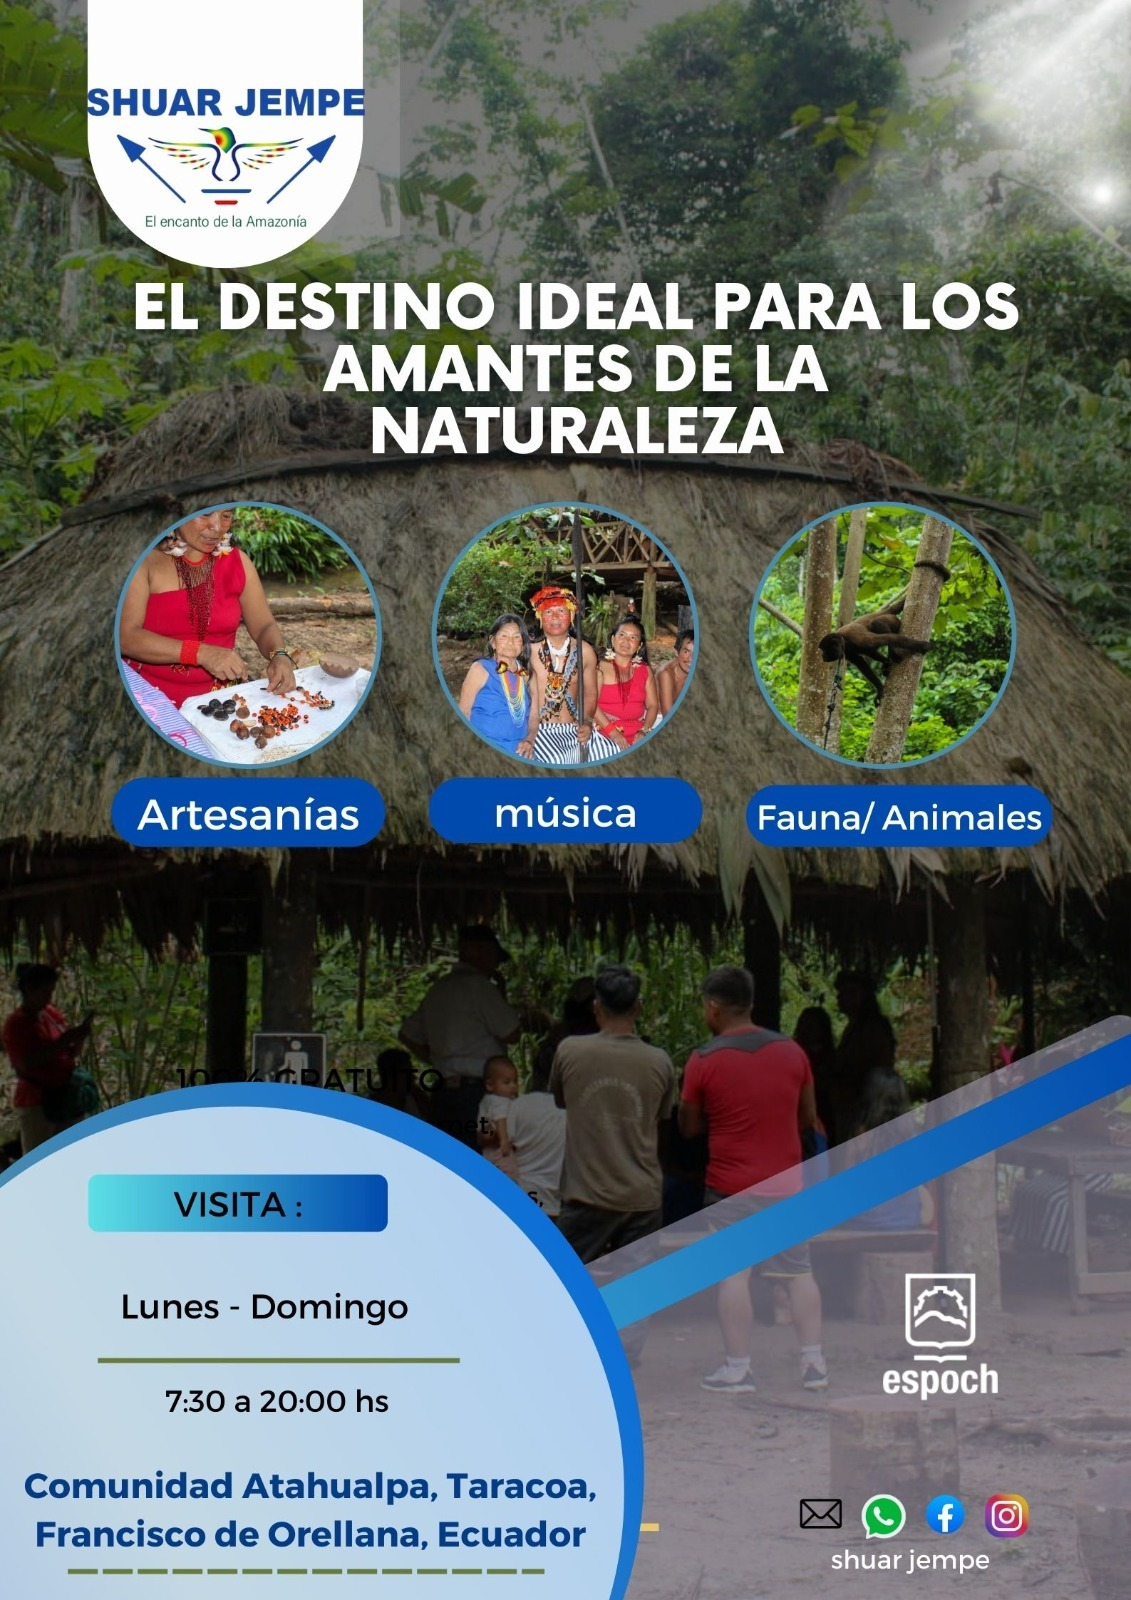 SHUAR JEMPE
El encanto de la Amazonía
EL DESTINO IDEAL PARA LOS
AMANTES DE LA
NATURALEZA
Artesanías
música
Fauna/ Animales
100% GRATUITO
VISITA :
Lunes - Domingo
7:30 a 20:00 hs
Comunidad Atahualpa, Taracoa,
Francisco de Orellana, Ecuador
espoch
shuar jempe